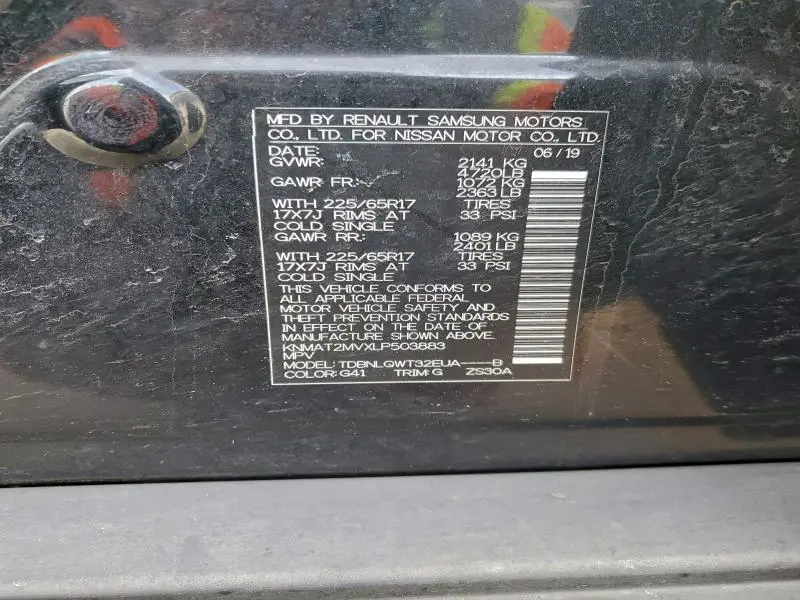 MFD BY RENAULT SAMSUNG MOTORS
CO., LTD. FOR NISSAN MOTOR CO., LTD.
DATE: 06/19
GVWR: 2141 KG
4720LB
GAWR FR: 1072 KG
2363 LB
WITH 225/65R17 TIRES
17X7J RIMS AT 33 PSI
COLD SINGLE
GAWR RR: 1089 KG
2401 LB
WITH 225/65R17 TIRES
17X7J RIMS AT 33 PSI
COLD SINGLE
THIS VEHICLE CONFORMS TO
ALL APPLICABLE FEDERAL
MOTOR VEHICLE SAFETY AND
THEFT PREVENTION STANDARDS
IN EFFECT ON THE DATE OF
MANUFACTURE SHOWN ABOVE.
KNMAT2MVXLP503883
MPV
MODEL: TDBNLQWT32EUA----B
COLOR: G41 TRIM: G ZS30A